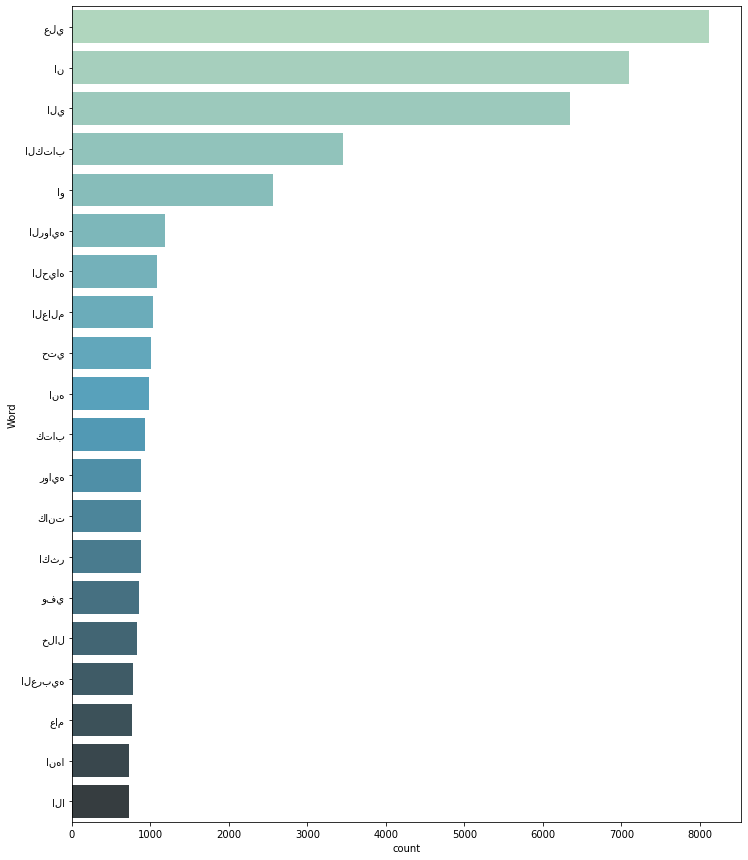 علي
ان
الي
الكتاب
او
الروايه
الحياه
العالم
حتي
انه
كتاب
روايه
كانت
اكثر
وفي
خلال
العربيه
عام
انها
الا
Word
0 1000 2000 3000 4000 5000 6000 7000 8000
count